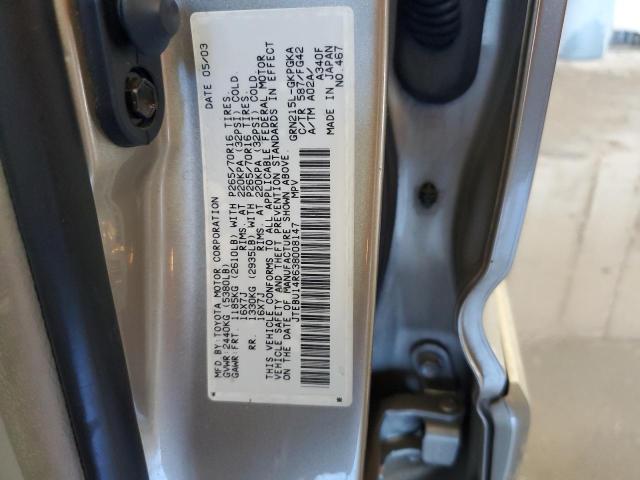 MFD BY:TOYOTA MOTOR CORPORATION DATE 05/03
GVWR:2440KG (5380LB)
GAWR:FRT 1185KG (2610LB) WITH P265/70R16 TIRES,
16X7J RIMS, AT 220KPA (32PSI) COLD.
RR. 1330KG (2935LB) WITH P265/70R16 TIRES,
16X7J RIMS, AT 220KPA (32PSI) COLD.
THIS VEHICLE CONFORMS TO ALL APPLICABLE FEDERAL MOTOR
VEHICLE SAFETY AND THEFT PREVENTION STANDARDS IN EFFECT
ON THE DATE OF MANUFACTURE SHOWN ABOVE.
JTEBU14R638008147 MPV
GRN215L-GKPGKA
C/TR 587/FG42
A/TM A02A/
A340F
MADE IN JAPAN
NO.467